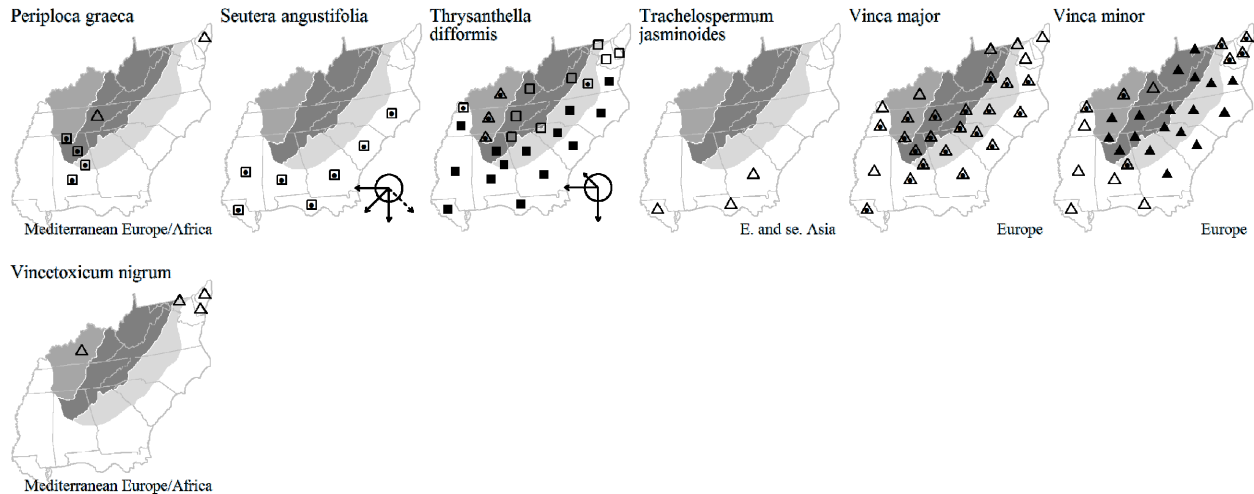 Periploca graeca
Mediterranean Europe/Africa
Seutera angustifolia
Thyrsanthella
difformis
Trachelospermum
jasminoides
E. and se. Asia
Vinca major
Europe
Vinca minor
Europe
Vincetoxicum nigrum
Mediterranean Europe/Africa